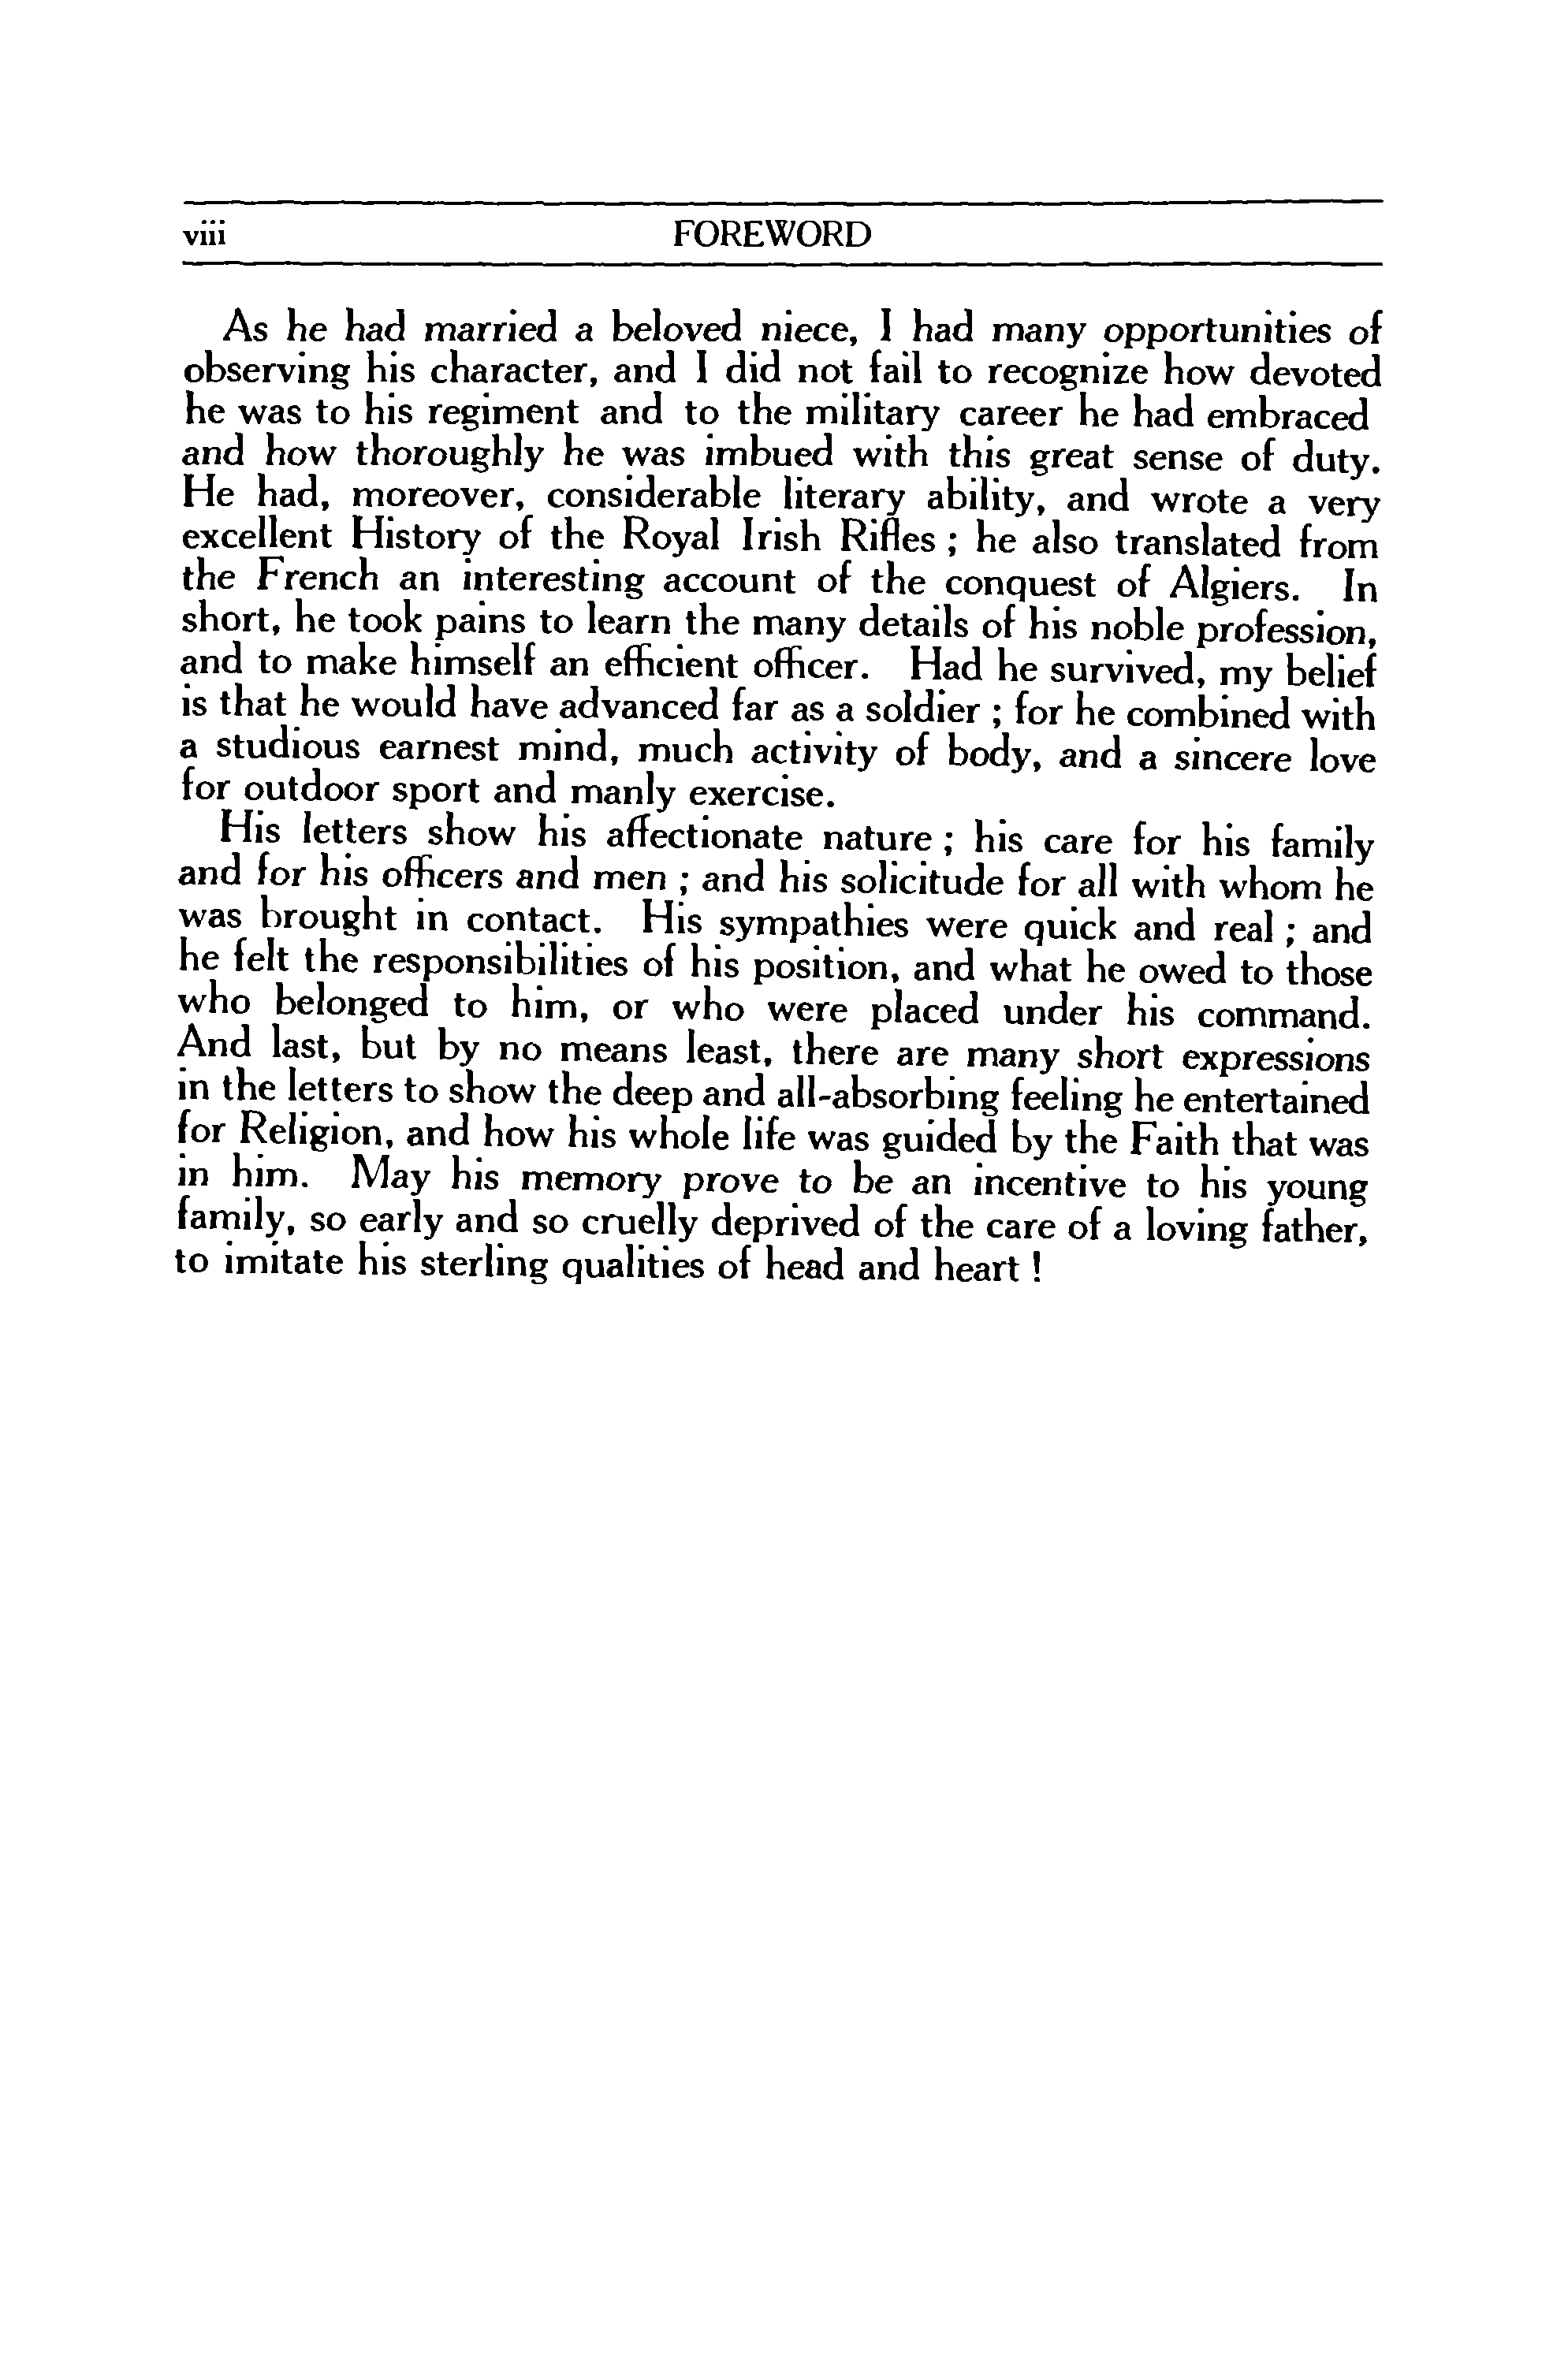 viii FOREWORD
As he had married a beloved niece, I had many opportunities of
observing his character, and I did not fail to recognize how devoted
he was to his regiment and to the military career he had embraced
and how thoroughly he was imbued with this great sense of duty.
He had, moreover, considerable literary ability, and wrote a very
excellent History of the Royal Irish Rifles ; he also translated from
the French an interesting account of the conquest of Algiers. In
short, he took pains to learn the many details of his noble profession,
and to make himself an efficient officer. Had he survived, my belief
is that he would have advanced far as a soldier ; for he combined with
a studious earnest mind, much activity of body, and a sincere love
for outdoor sport and manly exercise.
His letters show his affectionate nature ; his care for his family
and for his officers and men ; and his solicitude for all with whom he
was brought in contact. His sympathies were quick and real ; and
he felt the responsibilities of his position, and what he owed to those
who belonged to him, or who were placed under his command.
And last, but by no means least, there are many short expressions
in the letters to show the deep and all-absorbing feeling he entertained
for Religion, and how his whole life was guided by the Faith that was
in him. May his memory prove to be an incentive to his young
family, so early and so cruelly deprived of the care of a loving father,
to imitate his sterling qualities of head and heart !